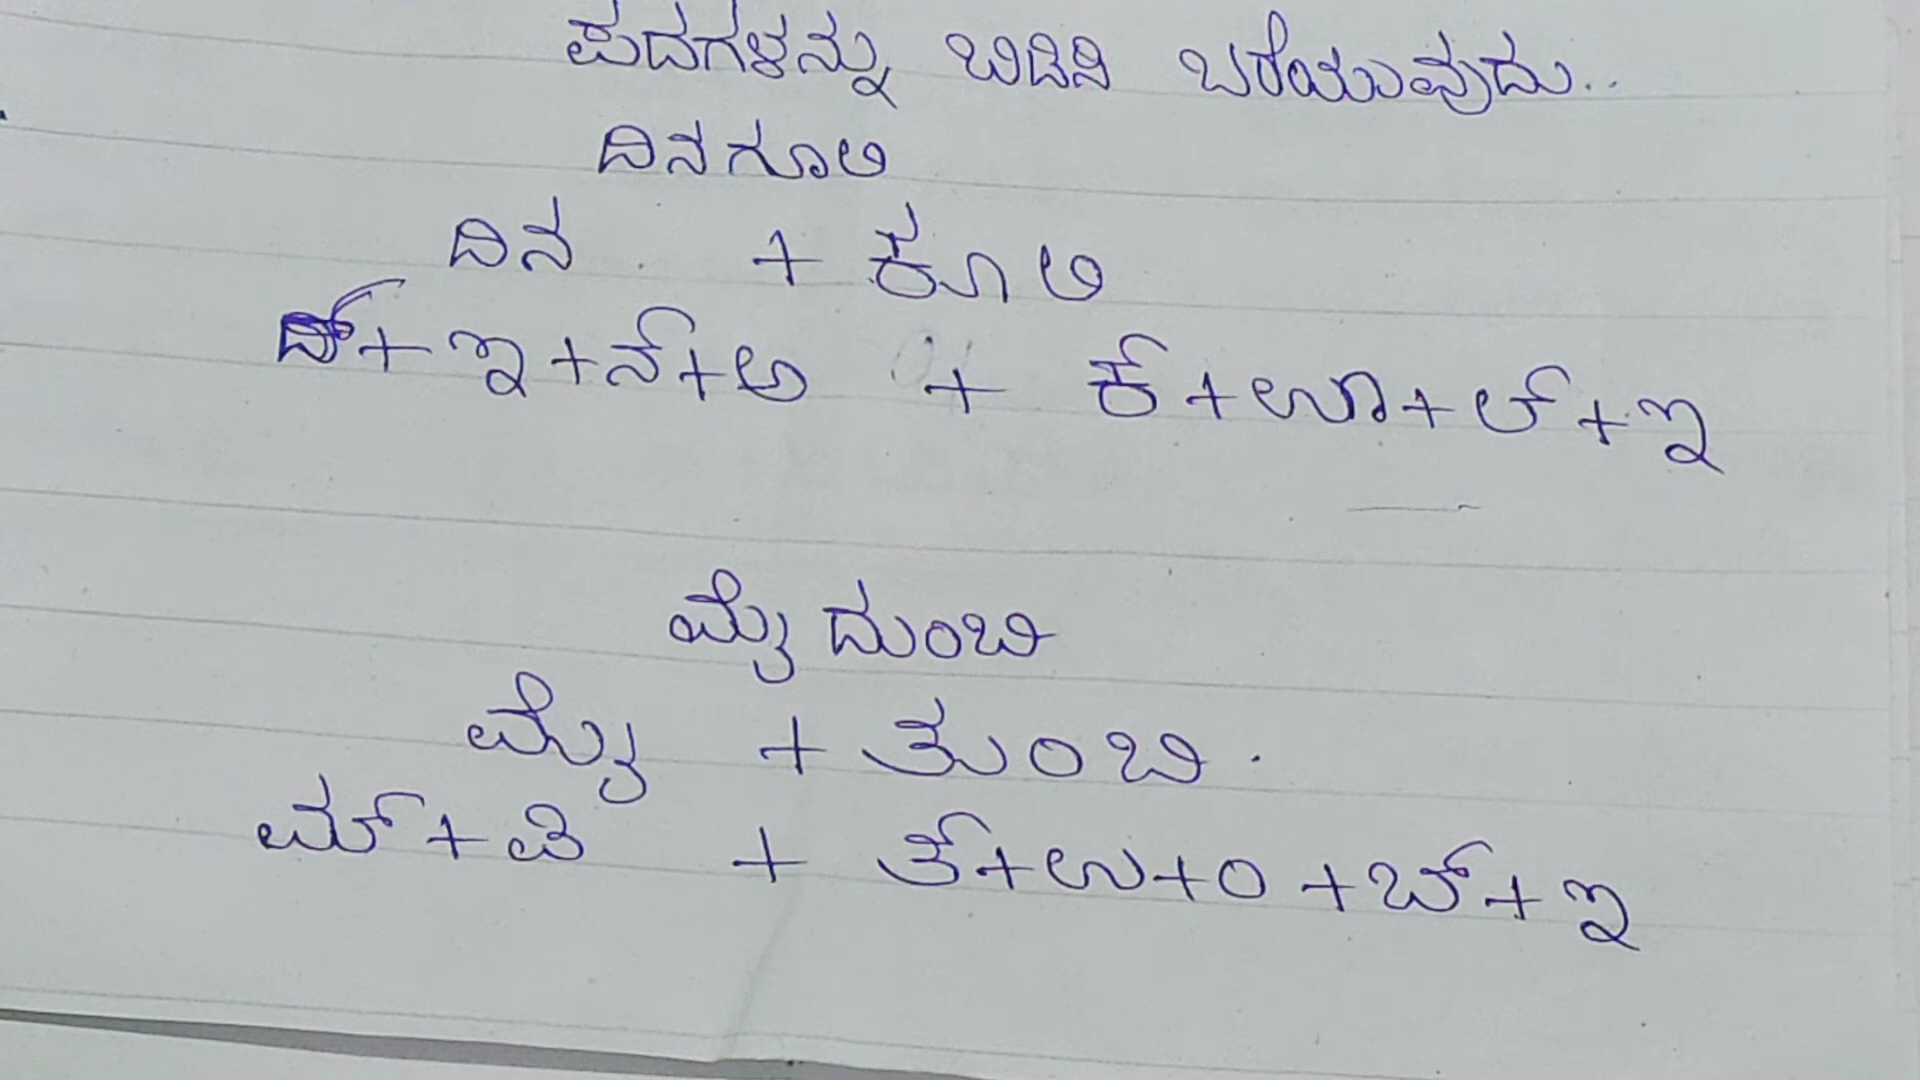 ಪದಗಳನ್ನು ಬಿಡಿಸಿ ಬರೆಯುವುದು..
ದಿನಗೂಲಿ
ದಿನ + ಕೂಲಿ
ದ್+ಇ+ನ್+ಅ + ಕ್+ಊ+ಲ್+ಇ
ಮೈದುಂಬಿ
ಮೈ + ತುಂಬಿ.
ಮ್+ಐ + ತ್+ಉ+ಂ+ಬ್+ಇ